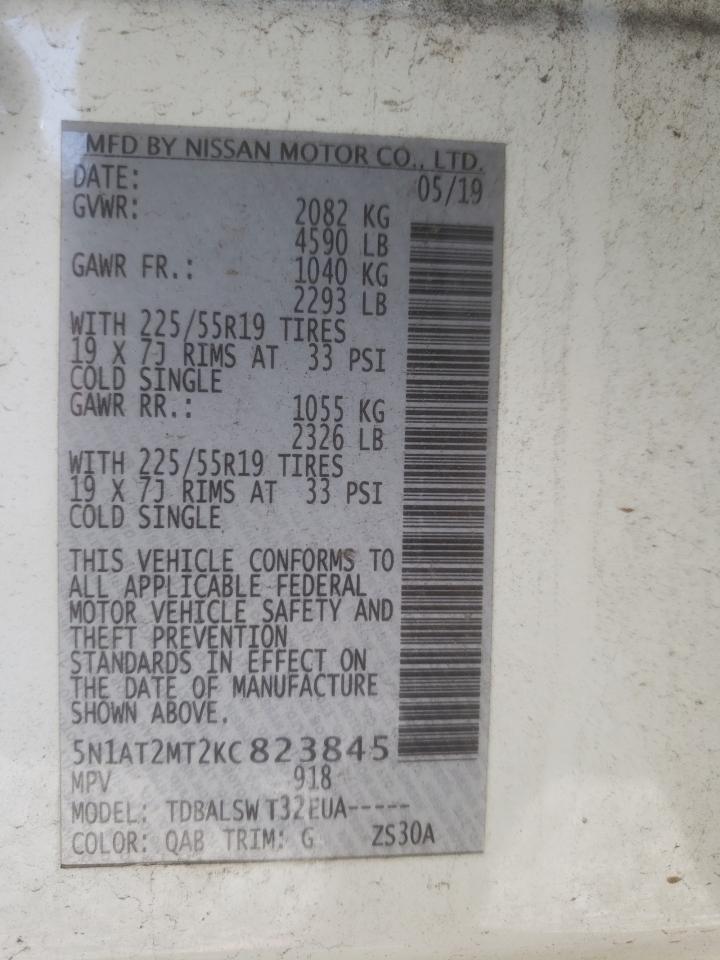 MFD BY NISSAN MOTOR CO., LTD.
DATE: 05/19
GVWR: 2082 KG
4590 LB
GAWR FR.: 1040 KG
2293 LB
WITH 225/55R19 TIRES
19 X 7J RIMS AT 33 PSI
COLD SINGLE
GAWR RR.: 1055 KG
2326 LB
WITH 225/55R19 TIRES
19 X 7J RIMS AT 33 PSI
COLD SINGLE
THIS VEHICLE CONFORMS TO
ALL APPLICABLE FEDERAL
MOTOR VEHICLE SAFETY AND
THEFT PREVENTION
STANDARDS IN EFFECT ON
THE DATE OF MANUFACTURE
SHOWN ABOVE.
5N1AT2MT2KC823845
MPV 918
MODEL: TDBALSW T32EUA-----
COLOR: QAB TRIM: G ZS30A